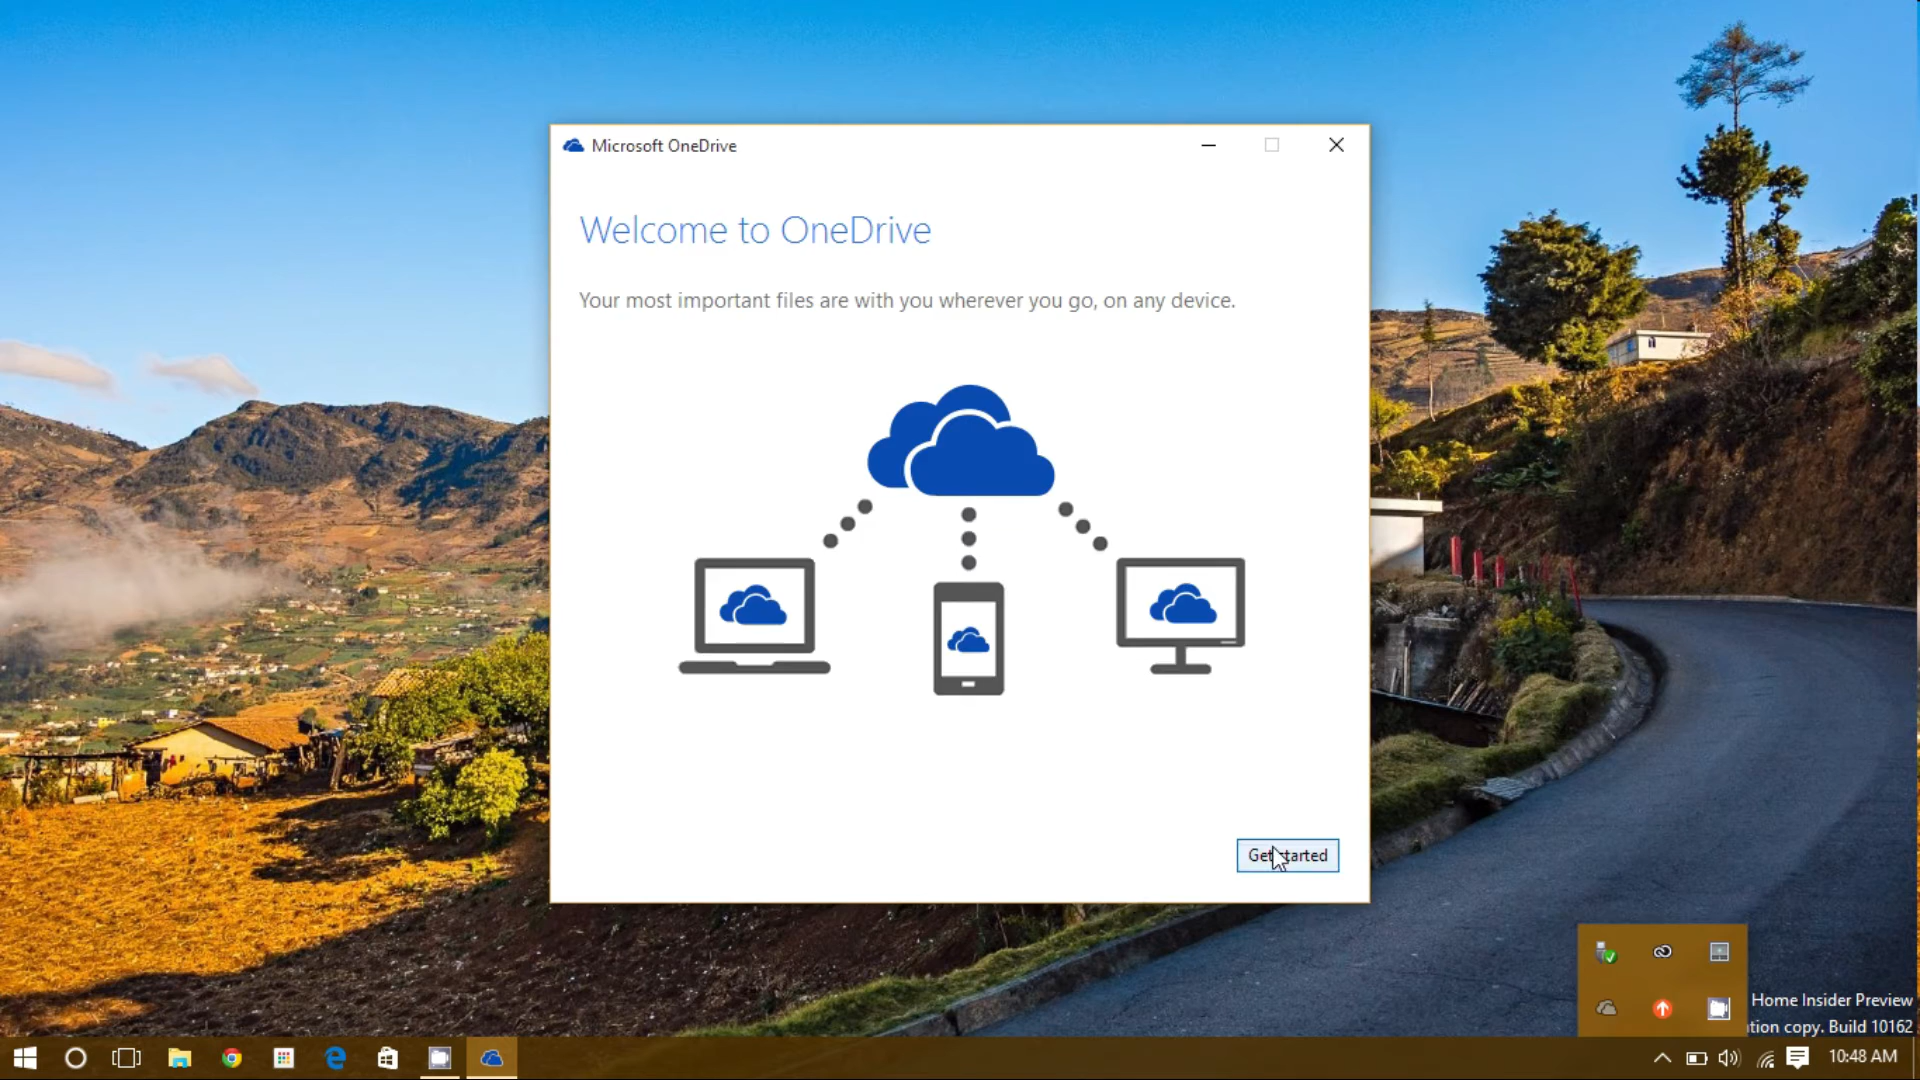 Microsoft OneDrive
Welcome to OneDrive
Your most important files are with you wherever you go, on any device.
Get started
Home Insider Preview
tion copy. Build 10162
10:48 AM